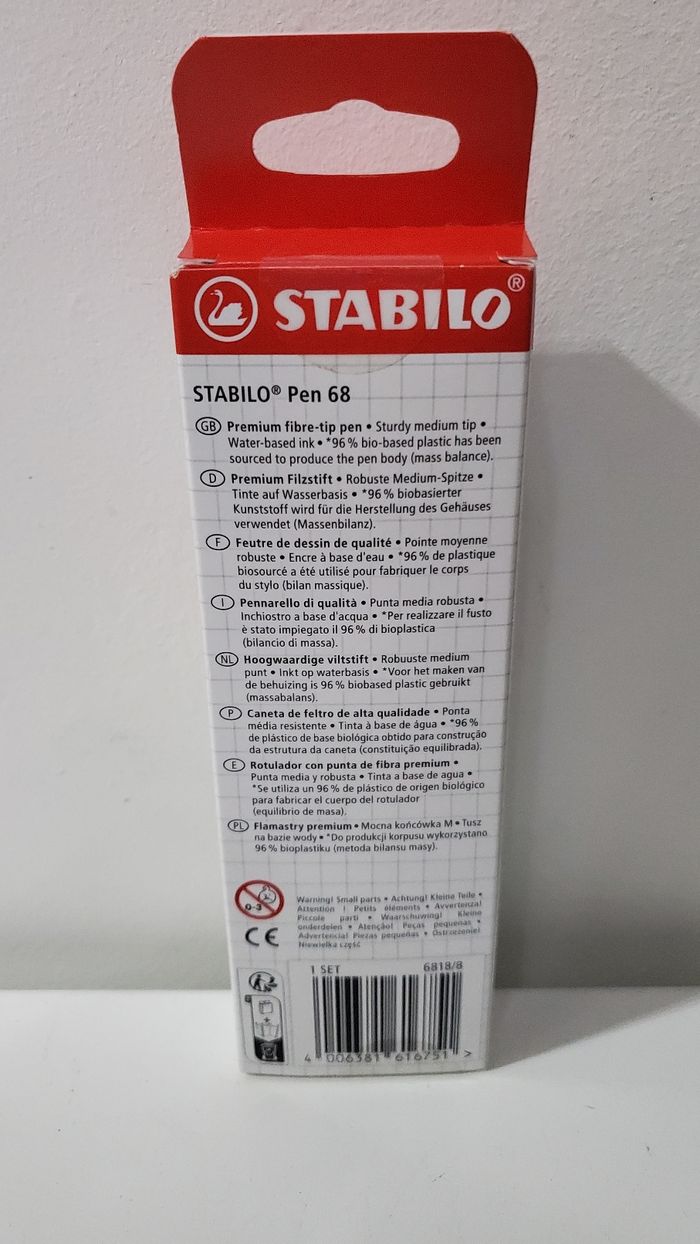 STABILO®
STABILO® Pen 68
GB Premium fibre-tip pen • Sturdy medium tip •
Water-based ink • *96 % bio-based plastic has been
sourced to produce the pen body (mass balance).
D Premium Filzstift • Robuste Medium-Spitze •
Tinte auf Wasserbasis • *96 % biobasierter
Kunststoff wird für die Herstellung des Gehäuses
verwendet (Massenbilanz).
F Feutre de dessin de qualité • Pointe moyenne
robuste • Encre à base d'eau • *96 % de plastique
biosourcé a été utilisé pour fabriquer le corps
du stylo (bilan massique).
I Pennarello di qualità • Punta media robusta •
Inchiostro a base d'acqua • *Per realizzare il fusto
è stato impiegato il 96 % di bioplastica
(bilancio di massa).
NL Hoogwaardige viltstift • Robuuste medium
punt • Inkt op waterbasis • *Voor het maken van
de behuizing is 96 % biobased plastic gebruikt
(massabalans).
P Caneta de feltro de alta qualidade • Ponta
média resistente • Tinta à base de água • *96 %
de plástico de base biológica obtido para construção
da estrutura da caneta (constituição equilibrada).
E Rotulador con punta de fibra premium •
Punta media y robusta • Tinta a base de agua •
*Se utiliza un 96 % de plástico de origen biológico
para fabricar el cuerpo del rotulador
(equilibrio de masa).
PL Flamastry premium • Mocna końcówka M • Tusz
na bazie wody • *Do produkcji korpusu wykorzystano
96 % bioplastiku (metoda bilansu masy).
0-3
Warning! Small parts • Achtung! Kleine Teile •
Attention ! Petits éléments • Avvertenza!
Piccole parti • Waarschuwing! Kleine
onderdelen • Atenção! Peças pequenas •
Advertencia! Piezas pequeñas • Ostrzeżenie!
Niewielka część
CE
1 SET 6818/8
4 006381 616751 >